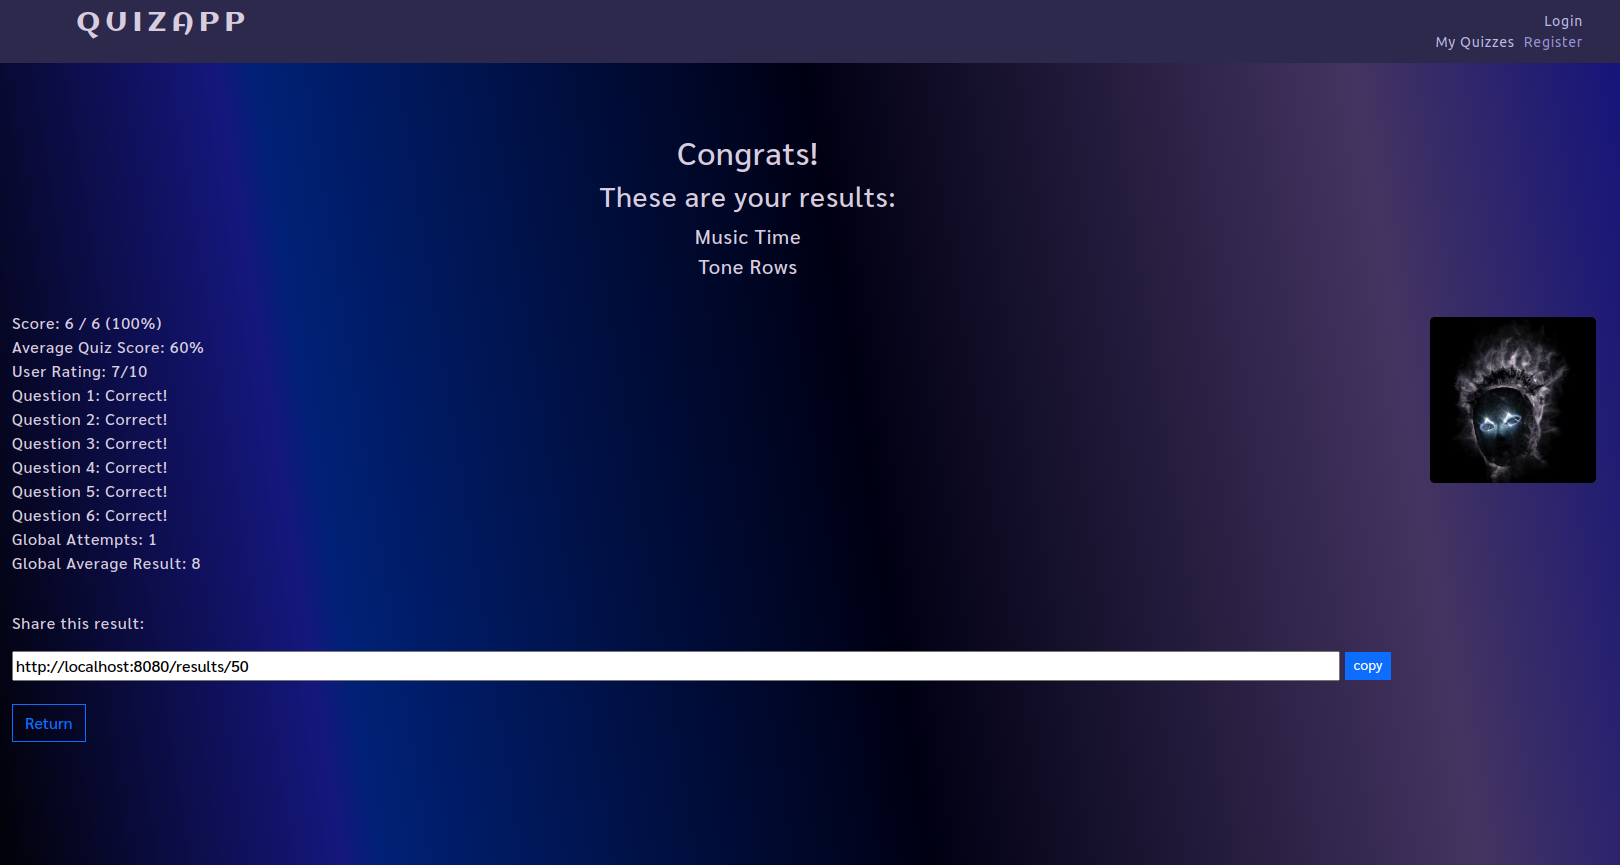 QUIZAPP
Login
My Quizzes Register
Congrats!
These are your results:
Music Time
Tone Rows
Score: 6 / 6 (100%)
Average Quiz Score: 60%
User Rating: 7/10
Question 1: Correct!
Question 2: Correct!
Question 3: Correct!
Question 4: Correct!
Question 5: Correct!
Question 6: Correct!
Global Attempts: 1
Global Average Result: 8
Share this result:
http://localhost:8080/results/50 copy
Return